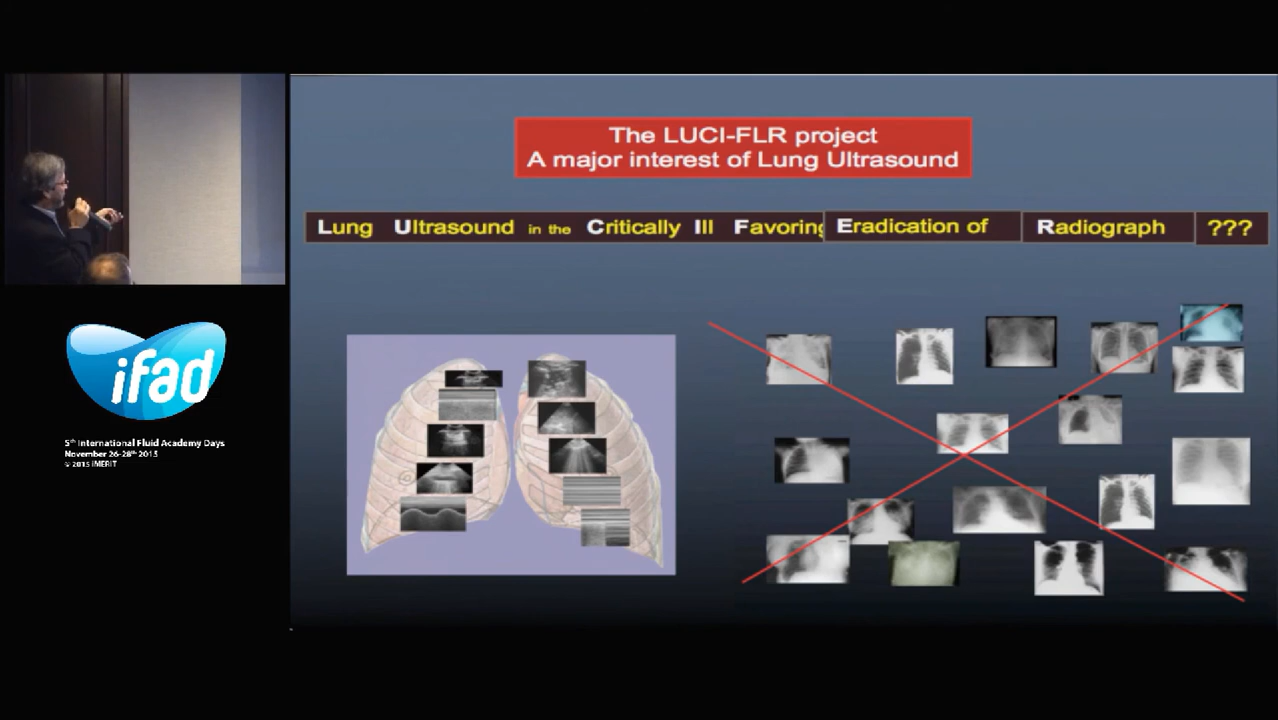 The LUCI-FLR project
A major interest of Lung Ultrasound
Lung Ultrasound in the Critically Ill Favoring Eradication of Radiograph ???
ifad
5th International Fluid Academy Days
November 26-28th 2015
© 2015 iMERIT